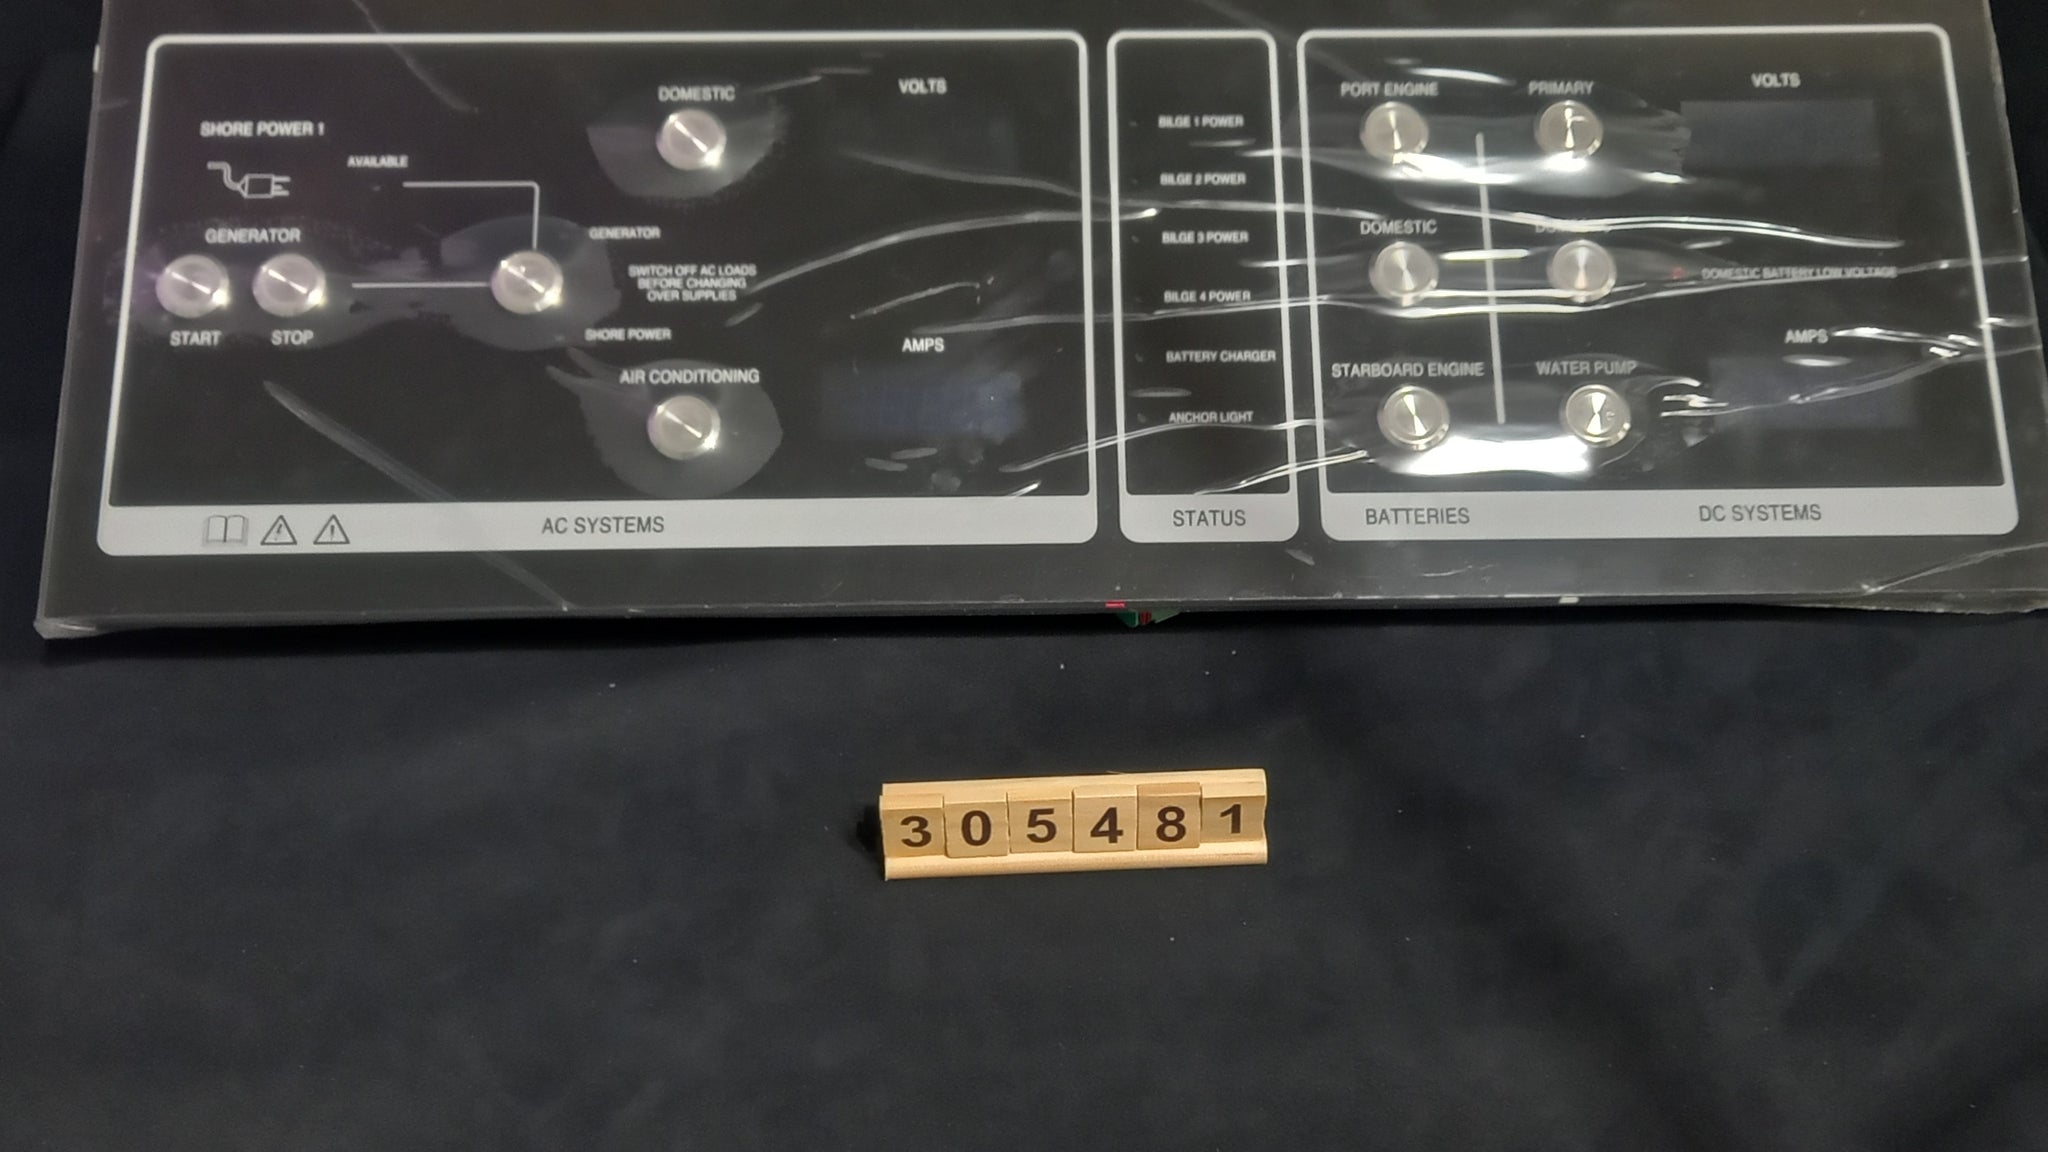 SHORE POWER 1
AVAILABLE
GENERATOR
START
STOP
DOMESTIC
GENERATOR
SWITCH OFF AC LOADS
BEFORE CHANGING
OVER SUPPLIES
SHORE POWER
AIR CONDITIONING
VOLTS
AMPS
AC SYSTEMS
BILGE 1 POWER
BILGE 2 POWER
BILGE 3 POWER
BILGE 4 POWER
BATTERY CHARGER
ANCHOR LIGHT
STATUS
PORT ENGINE
PRIMARY
DOMESTIC
STARBOARD ENGINE
WATER PUMP
VOLTS
DOMESTIC BATTERY LOW VOLTAGE
AMPS
BATTERIES
DC SYSTEMS
305481